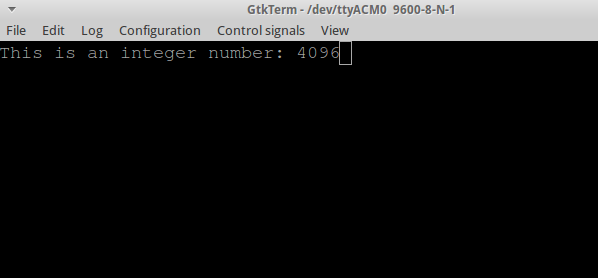 GtkTerm - /dev/ttyACM0 9600-8-N-1
File Edit Log Configuration Control signals View
This is an integer number: 4096